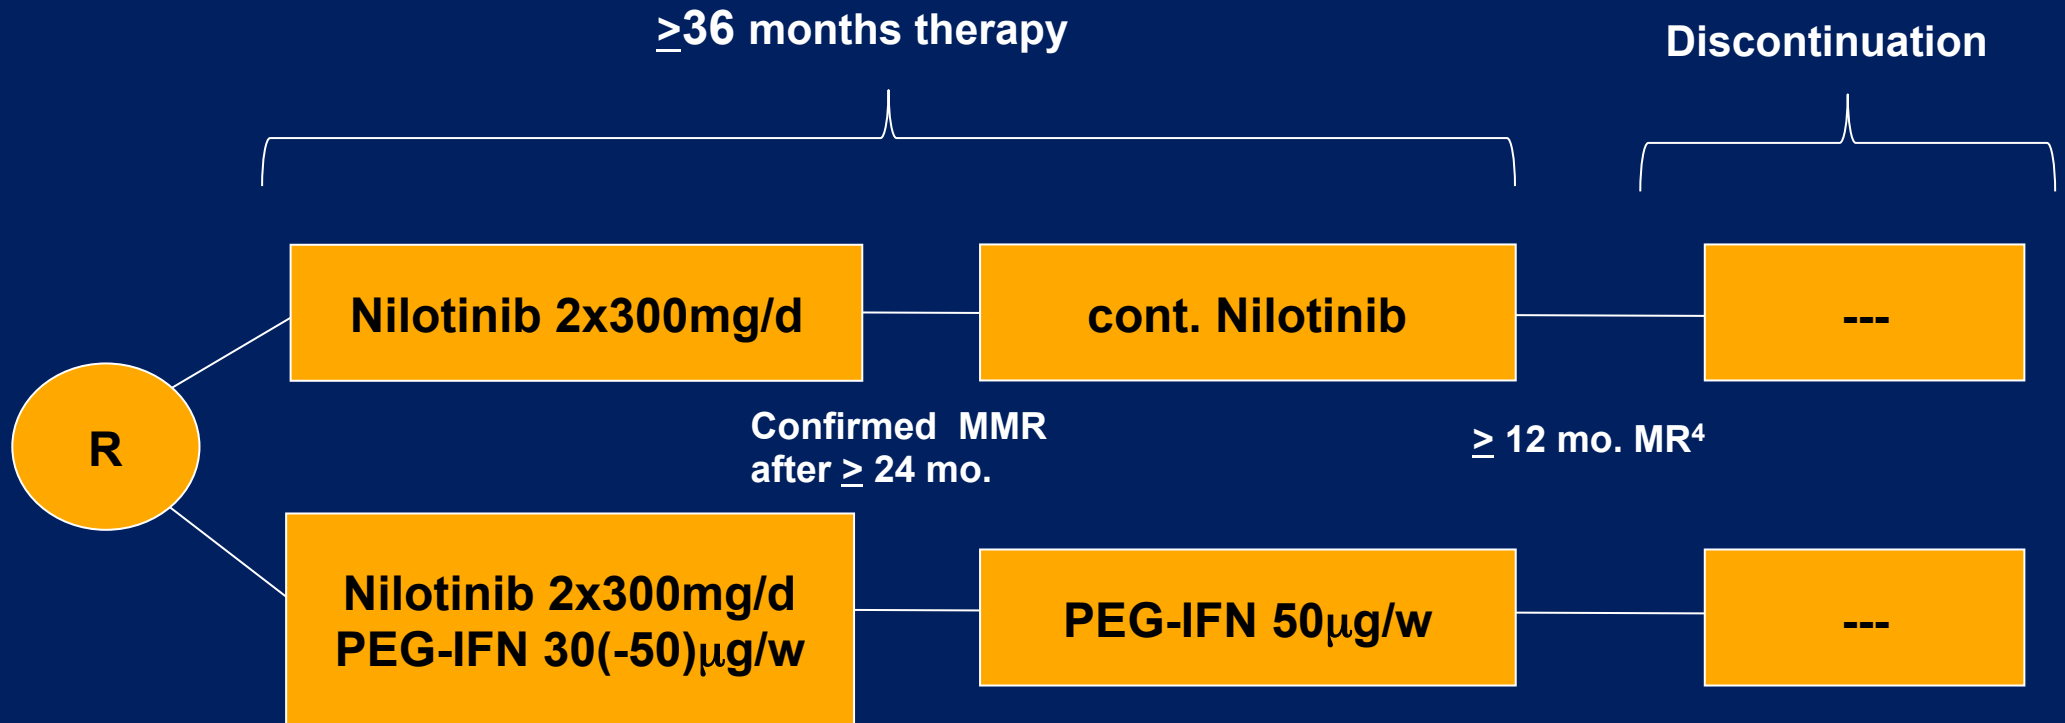 ≥36 months therapy
Discontinuation
Nilotinib 2x300mg/d
cont. Nilotinib
---
R
Confirmed MMR
after ≥ 24 mo.
≥ 12 mo. MR⁴
Nilotinib 2x300mg/d
PEG-IFN 30(-50)μg/w
PEG-IFN 50μg/w
---